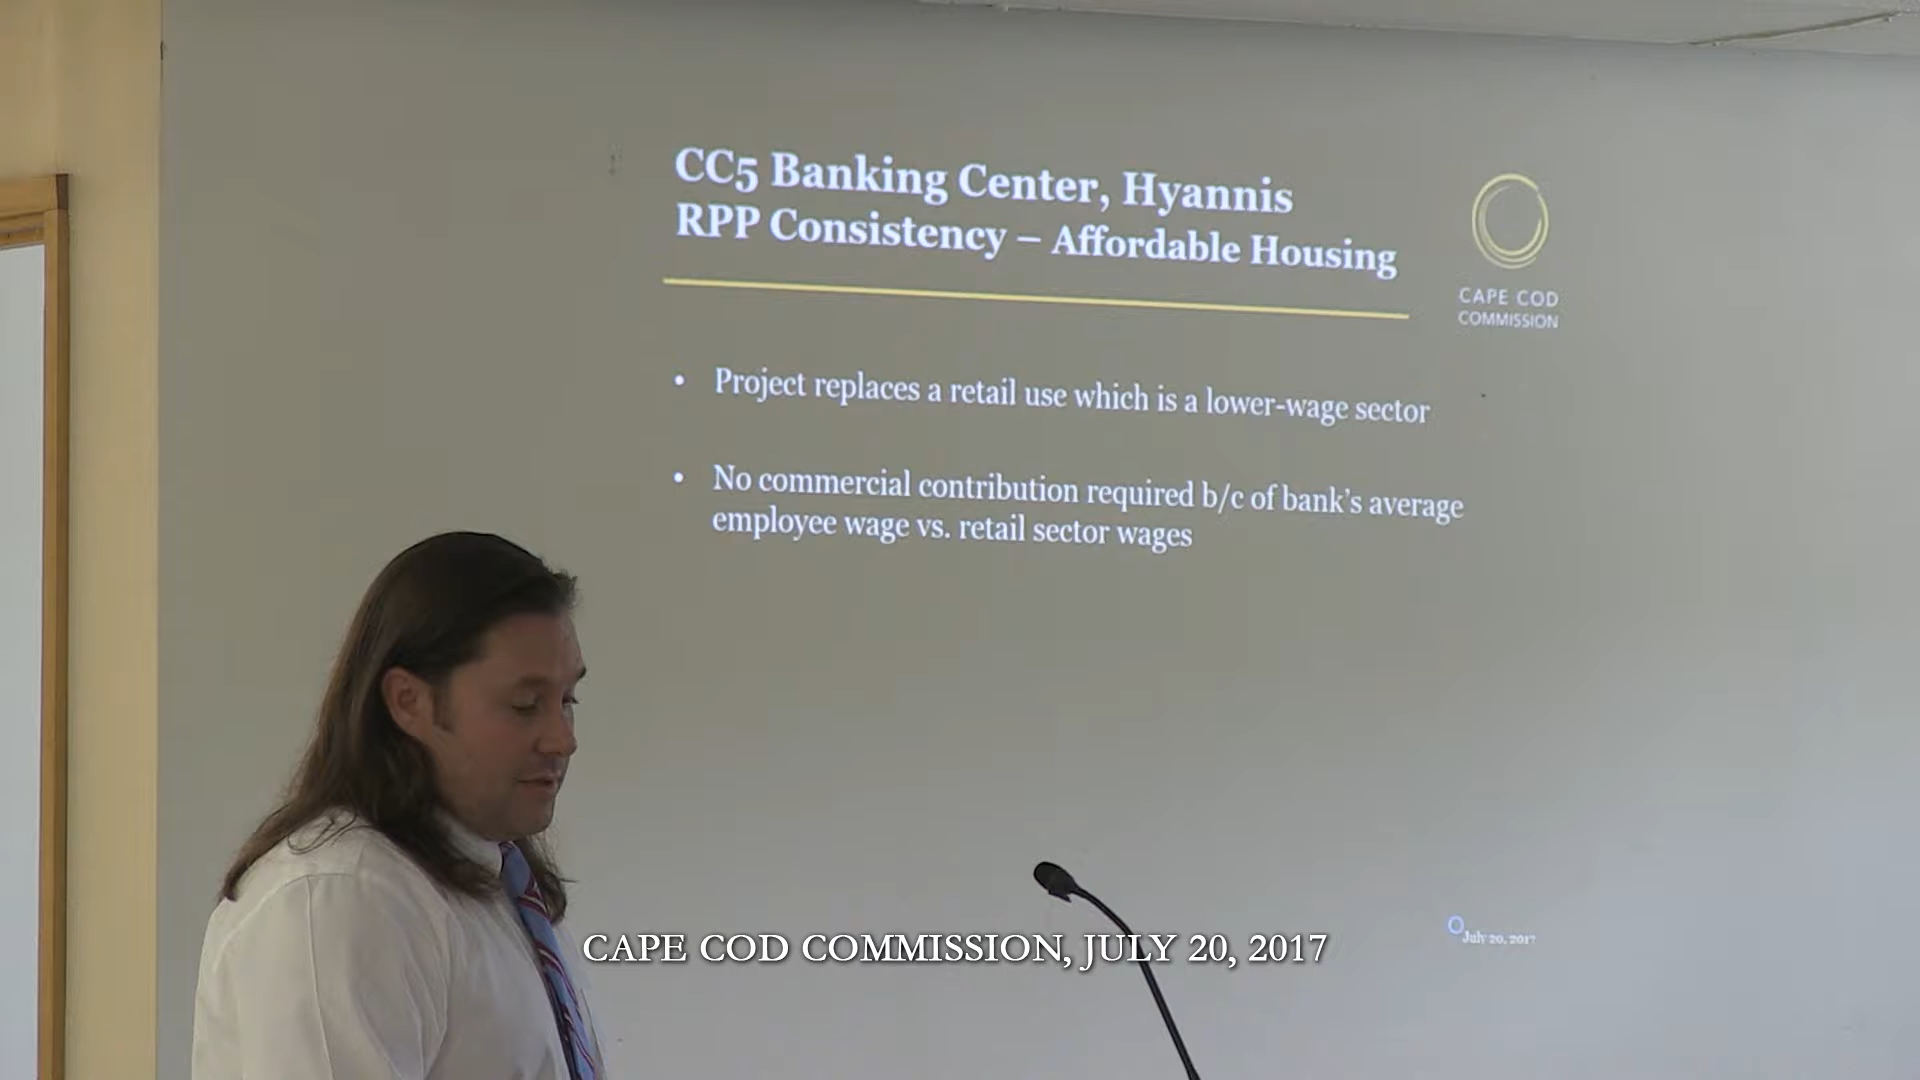 CC5 Banking Center, Hyannis
RPP Consistency – Affordable Housing
CAPE COD
COMMISSION
• Project replaces a retail use which is a lower-wage sector
• No commercial contribution required b/c of bank's average
employee wage vs. retail sector wages
July 20, 2017
CAPE COD COMMISSION, JULY 20, 2017